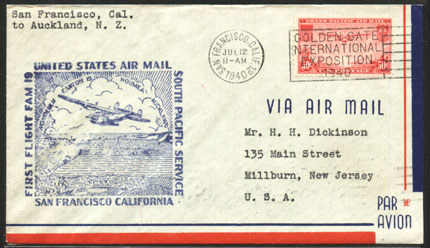 San Francisco, Cal.
to Auckland, N. Z.
SAN FRANCISCO, CALIF.
JUL 12
11-AM
1940
GOLDEN GATE
INTERNATIONAL
EXPOSITION
1940
UNITED STATES AIR MAIL
FIRST FLIGHT FAM 19
SOUTH PACIFIC SERVICE
SAN FRANCISCO CALIFORNIA
VIA AIR MAIL
Mr. H. H. Dickinson
135 Main Street
Millburn, New Jersey
U. S. A.
PAR
AVION